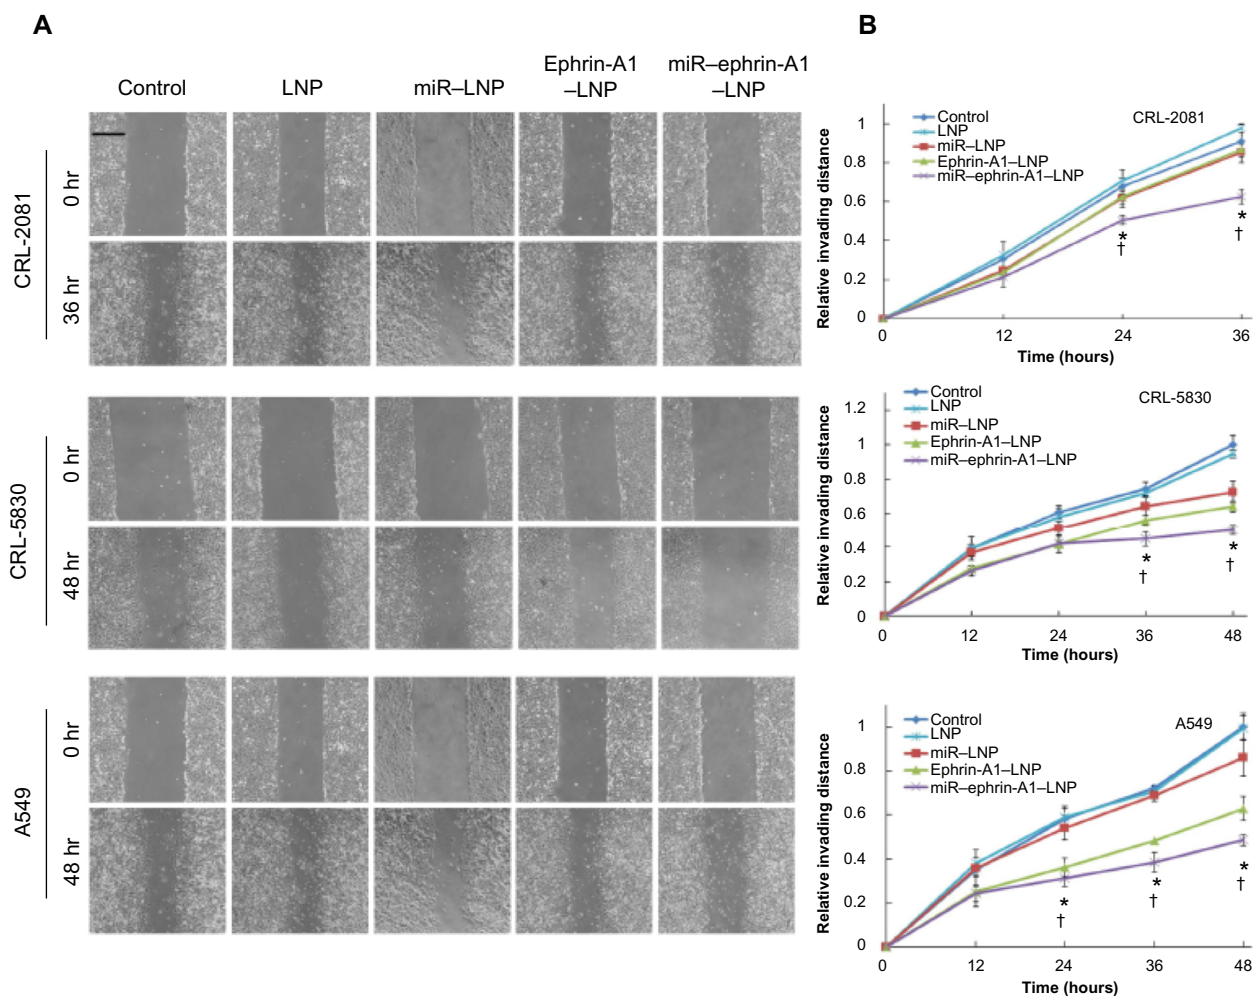 A
B
Control
LNP
miR–LNP
Ephrin-A1
–LNP
miR–ephrin-A1
–LNP
CRL-2081
0 hr
36 hr
CRL-5830
0 hr
48 hr
A549
0 hr
48 hr
CRL-2081
Control
LNP
miR–LNP
Ephrin-A1–LNP
miR–ephrin-A1–LNP
Relative invading distance
1
0.8
0.6
0.4
0.2
0
* †
* †
0 12 24 36
Time (hours)
CRL-5830
Control
LNP
miR–LNP
Ephrin-A1–LNP
miR–ephrin-A1–LNP
Relative invading distance
1.2
1
0.8
0.6
0.4
0.2
0
* †
* †
0 12 24 36 48
Time (hours)
A549
Control
LNP
miR–LNP
Ephrin-A1–LNP
miR–ephrin-A1–LNP
Relative invading distance
1
0.8
0.6
0.4
0.2
0
* †
* †
* †
0 12 24 36 48
Time (hours)